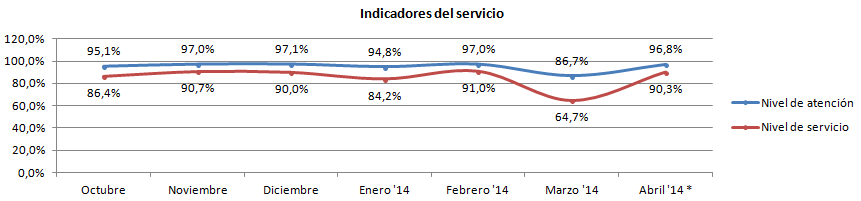 Indicadores del servicio
120,0%
100,0%
80,0%
60,0%
40,0%
20,0%
0,0%
95,1%
97,0%
97,1%
94,8%
97,0%
86,7%
96,8%
86,4%
90,7%
90,0%
84,2%
91,0%
64,7%
90,3%
Octubre
Noviembre
Diciembre
Enero '14
Febrero '14
Marzo '14
Abril '14 *
Nivel de atención
Nivel de servicio